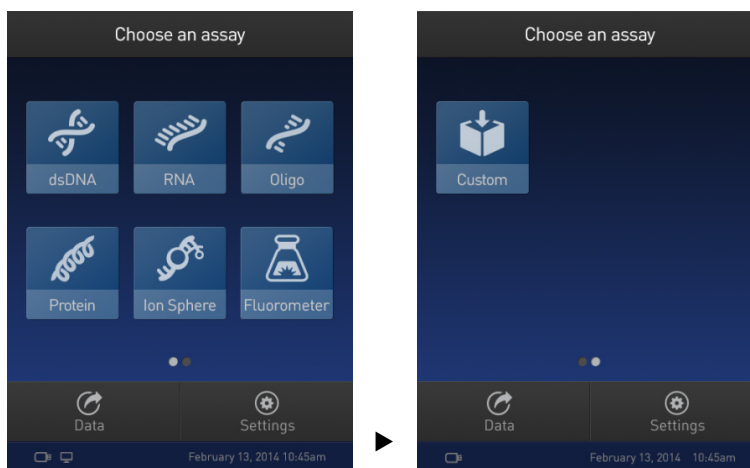 Choose an assay
dsDNA RNA Oligo
Protein Ion Sphere Fluorometer
Data Settings
February 13, 2014 10:45am
Choose an assay
Custom
Data Settings
February 13, 2014 10:45am